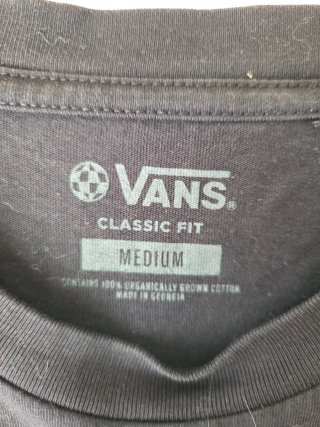 VANS®
CLASSIC FIT
MEDIUM
CONTAINS 100% ORGANICALLY GROWN COTTON
MADE IN GEORGIA